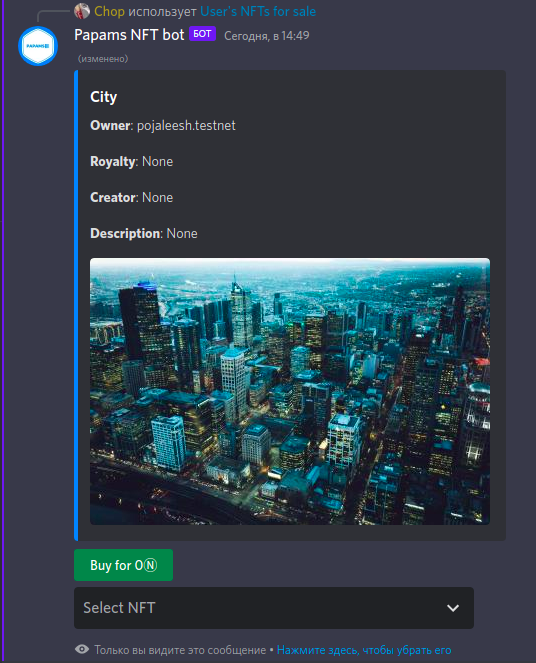 Chop использует User's NFTs for sale
PAPAMS
Papams NFT bot БОТ Сегодня, в 14:49
(изменено)
City
Owner: pojaleesh.testnet
Royalty: None
Creator: None
Description: None
Buy for 0Ⓝ
Select NFT
Только вы видите это сообщение • Нажмите здесь, чтобы убрать его